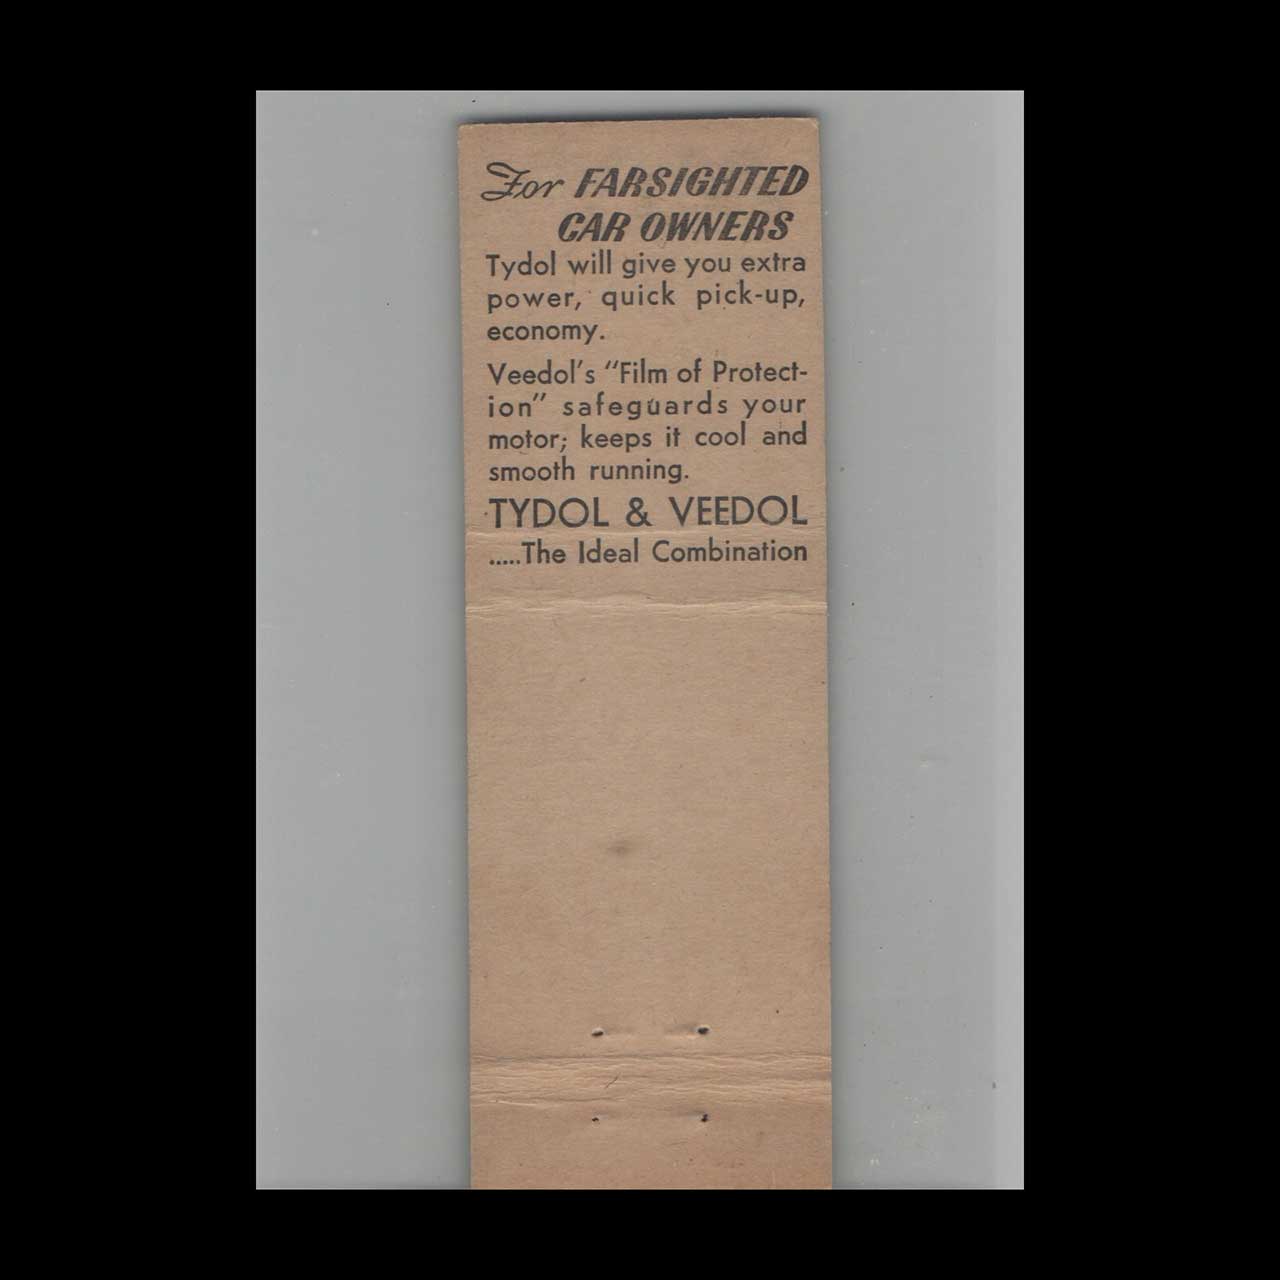 For FARSIGHTED
CAR OWNERS
Tydol will give you extra
power, quick pick-up,
economy.
Veedol's "Film of Protect-
ion" safeguards your
motor; keeps it cool and
smooth running.
TYDOL & VEEDOL
.....The Ideal Combination